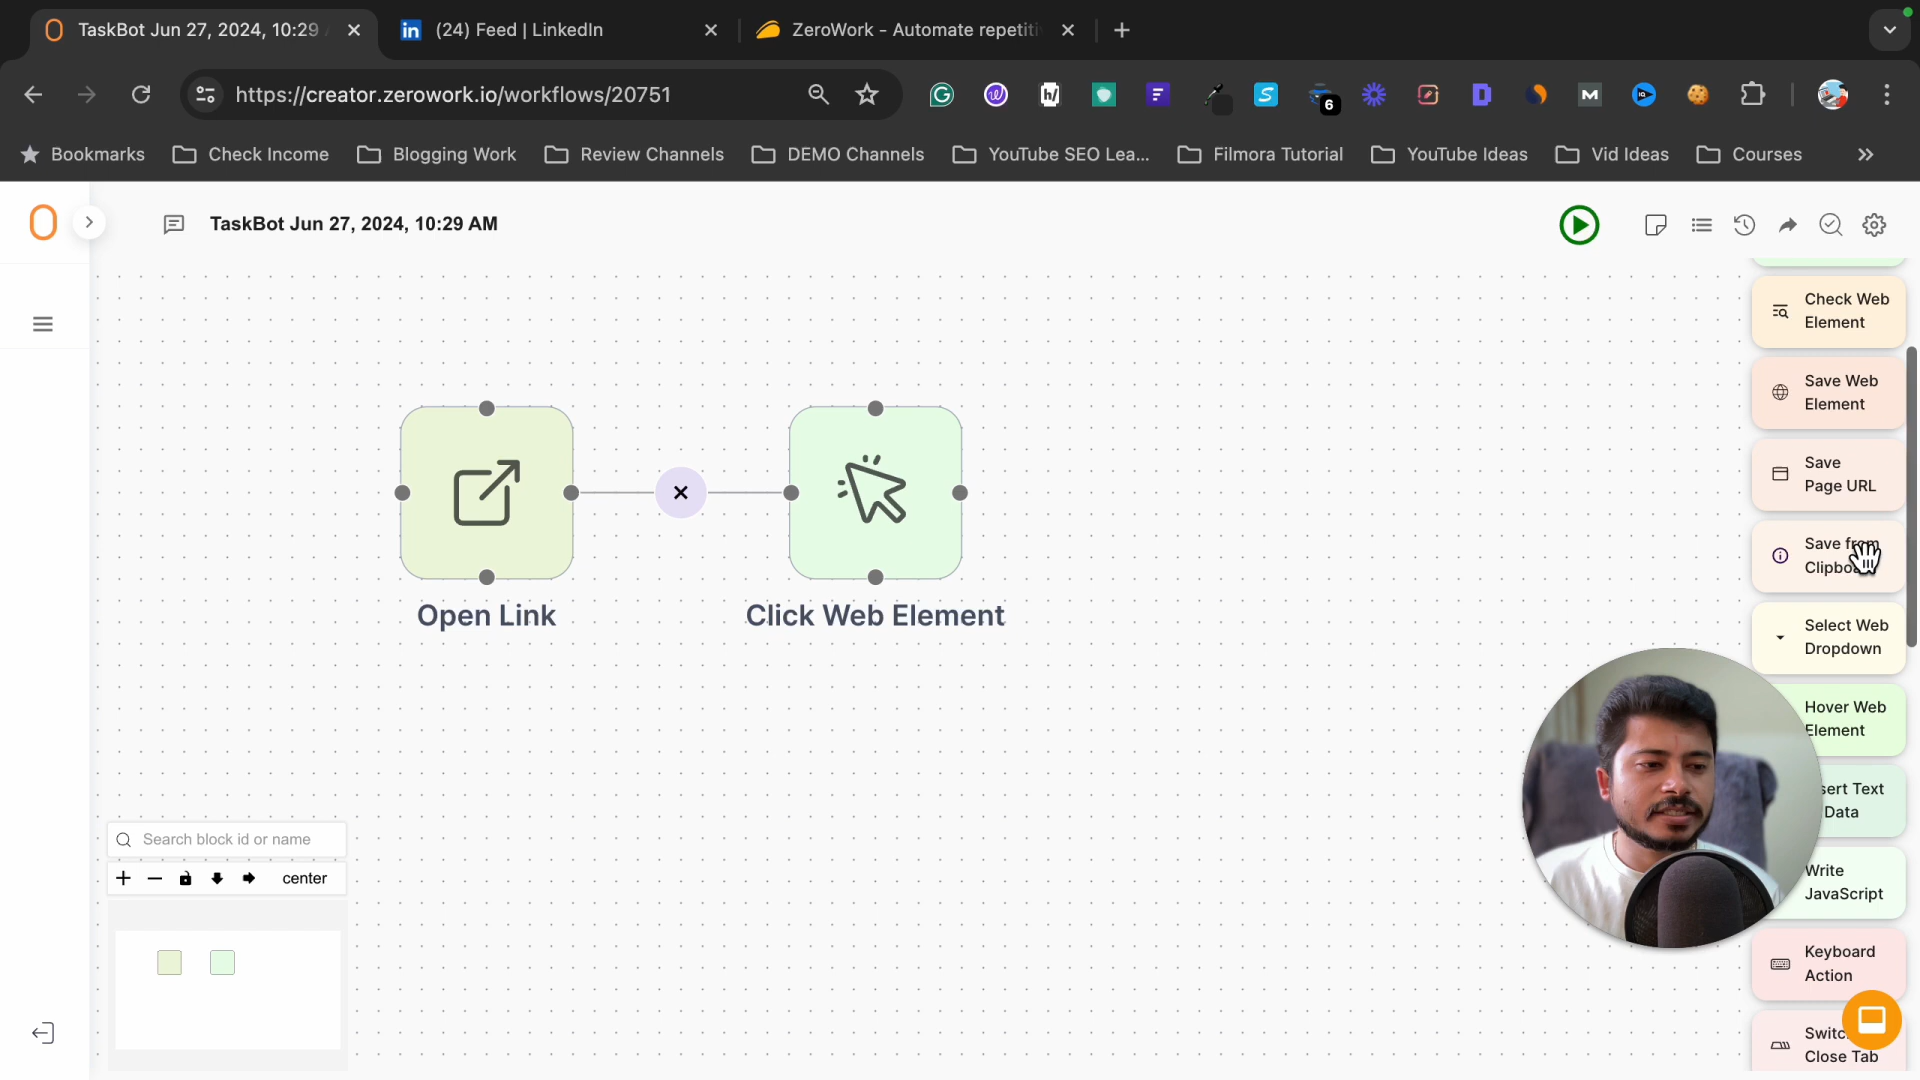 TaskBot Jun 27, 2024, 10:29
(24) Feed | LinkedIn
ZeroWork - Automate repetiti
https://creator.zerowork.io/workflows/20751
6
Bookmarks
Check Income
Blogging Work
Review Channels
DEMO Channels
YouTube SEO Lea...
Filmora Tutorial
YouTube Ideas
Vid Ideas
Courses
TaskBot Jun 27, 2024, 10:29 AM
Check Web
Element
Save Web
Element
Save
Page URL
Save from
Select Web
Dropdown
Hover Web
Element
Text
Data
Write
JavaScript
Keyboard
Action
Close Tab
Open Link
Click Web Element
Search block id or name
center